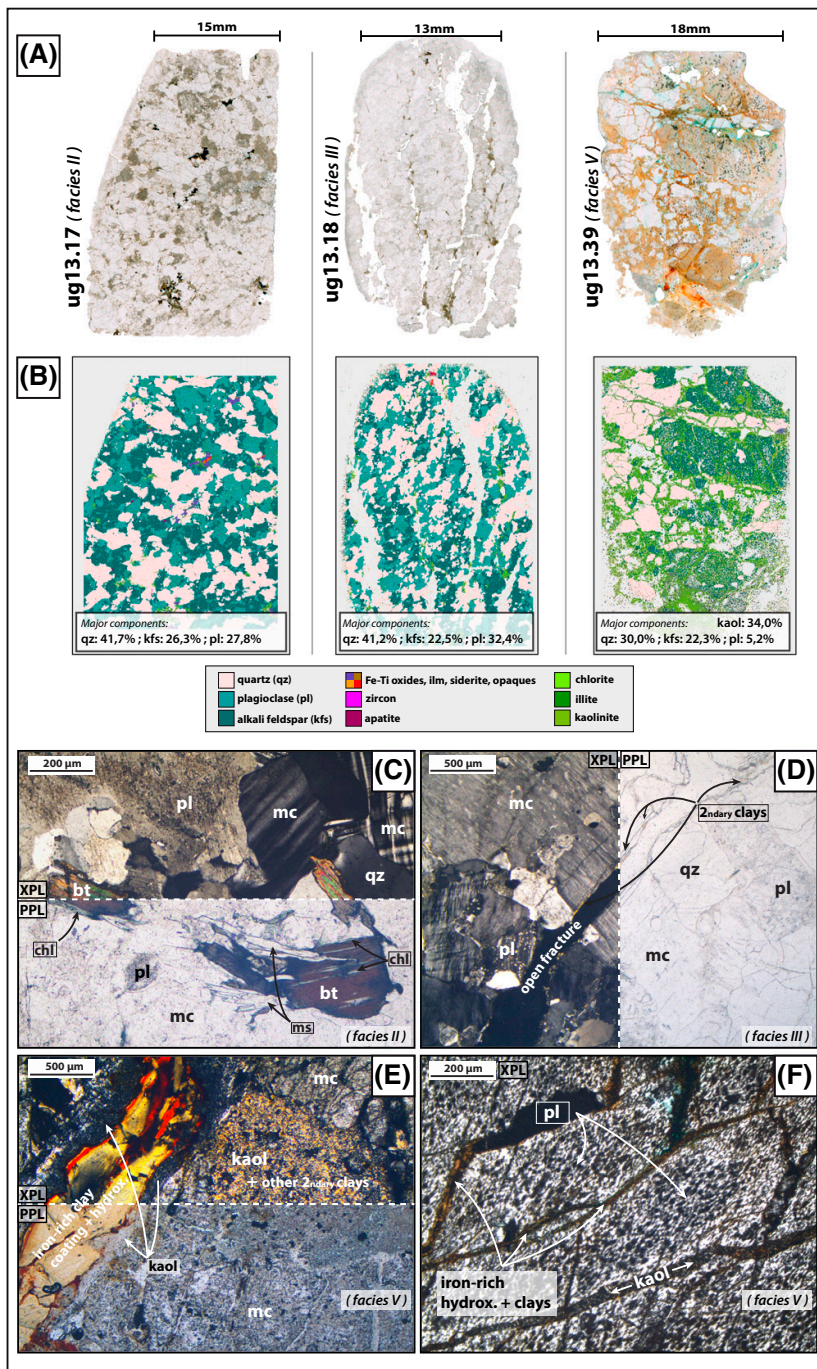 15mm
13mm
18mm
(A)
ug13.17 ( facies II )
ug13.18 ( facies III )
ug13.39 ( facies V )
(B)
Major components:
qz: 41,7% ; kfs: 26,3% ; pl: 27,8%
Major components:
qz: 41,2% ; kfs: 22,5% ; pl: 32,4%
Major components: kaol: 34,0%
qz: 30,0% ; kfs: 22,3% ; pl: 5,2%
quartz (qz)
plagioclase (pl)
alkali feldspar (kfs)
Fe-Ti oxides, ilm, siderite, opaques
zircon
apatite
chlorite
illite
kaolinite
200 µm
(C)
pl
mc
mc
qz
bt
XPL
PPL
chl
pl
chl
bt
mc
ms
( facies II )
500 µm
XPL
PPL
(D)
mc
2ndary clays
qz
pl
pl
open fracture
mc
( facies III )
500 µm
(E)
mc
kaol
+ other 2ndary clays
XPL
PPL
iron-rich clay
coating + hydrox.
kaol
mc
( facies V )
200 µm
XPL
(F)
pl
iron-rich
hydrox. + clays
kaol
( facies V )